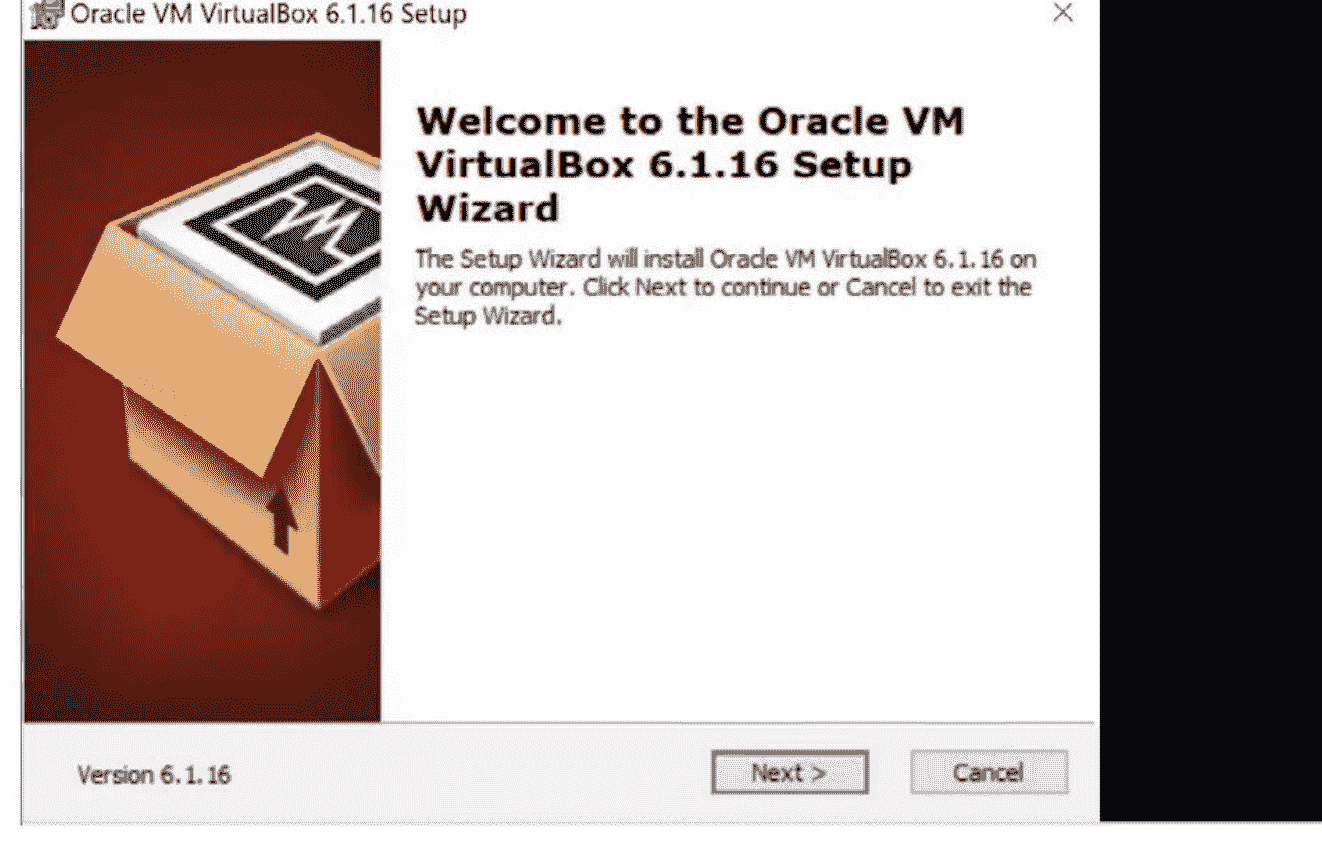 Oracle VM VirtualBox 6.1.16 Setup
Welcome to the Oracle VM
VirtualBox 6.1.16 Setup
Wizard
The Setup Wizard will install Oracle VM VirtualBox 6.1.16 on
your computer. Click Next to continue or Cancel to exit the
Setup Wizard.
Version 6.1.16
Next >
Cancel